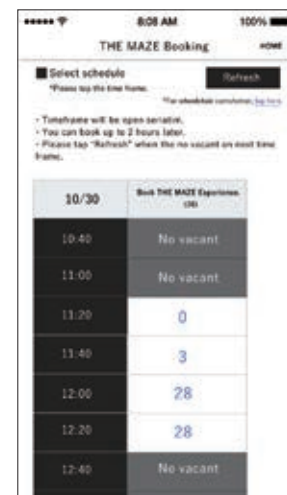 8:08 AM 100%
THE MAZE Booking HOME
Select schedule Refresh
*Please tap the time frame.
- Timeframe will be open seriatim.
- You can book up to 2 hours later.
- Please tap "Refresh" when the no vacant on next time
frame.
10/30 Book THE MAZE Experience.
10:40 No vacant
11:00 No vacant
11:20 0
11:40 3
12:00 28
12:20 28
12:40 No vacant